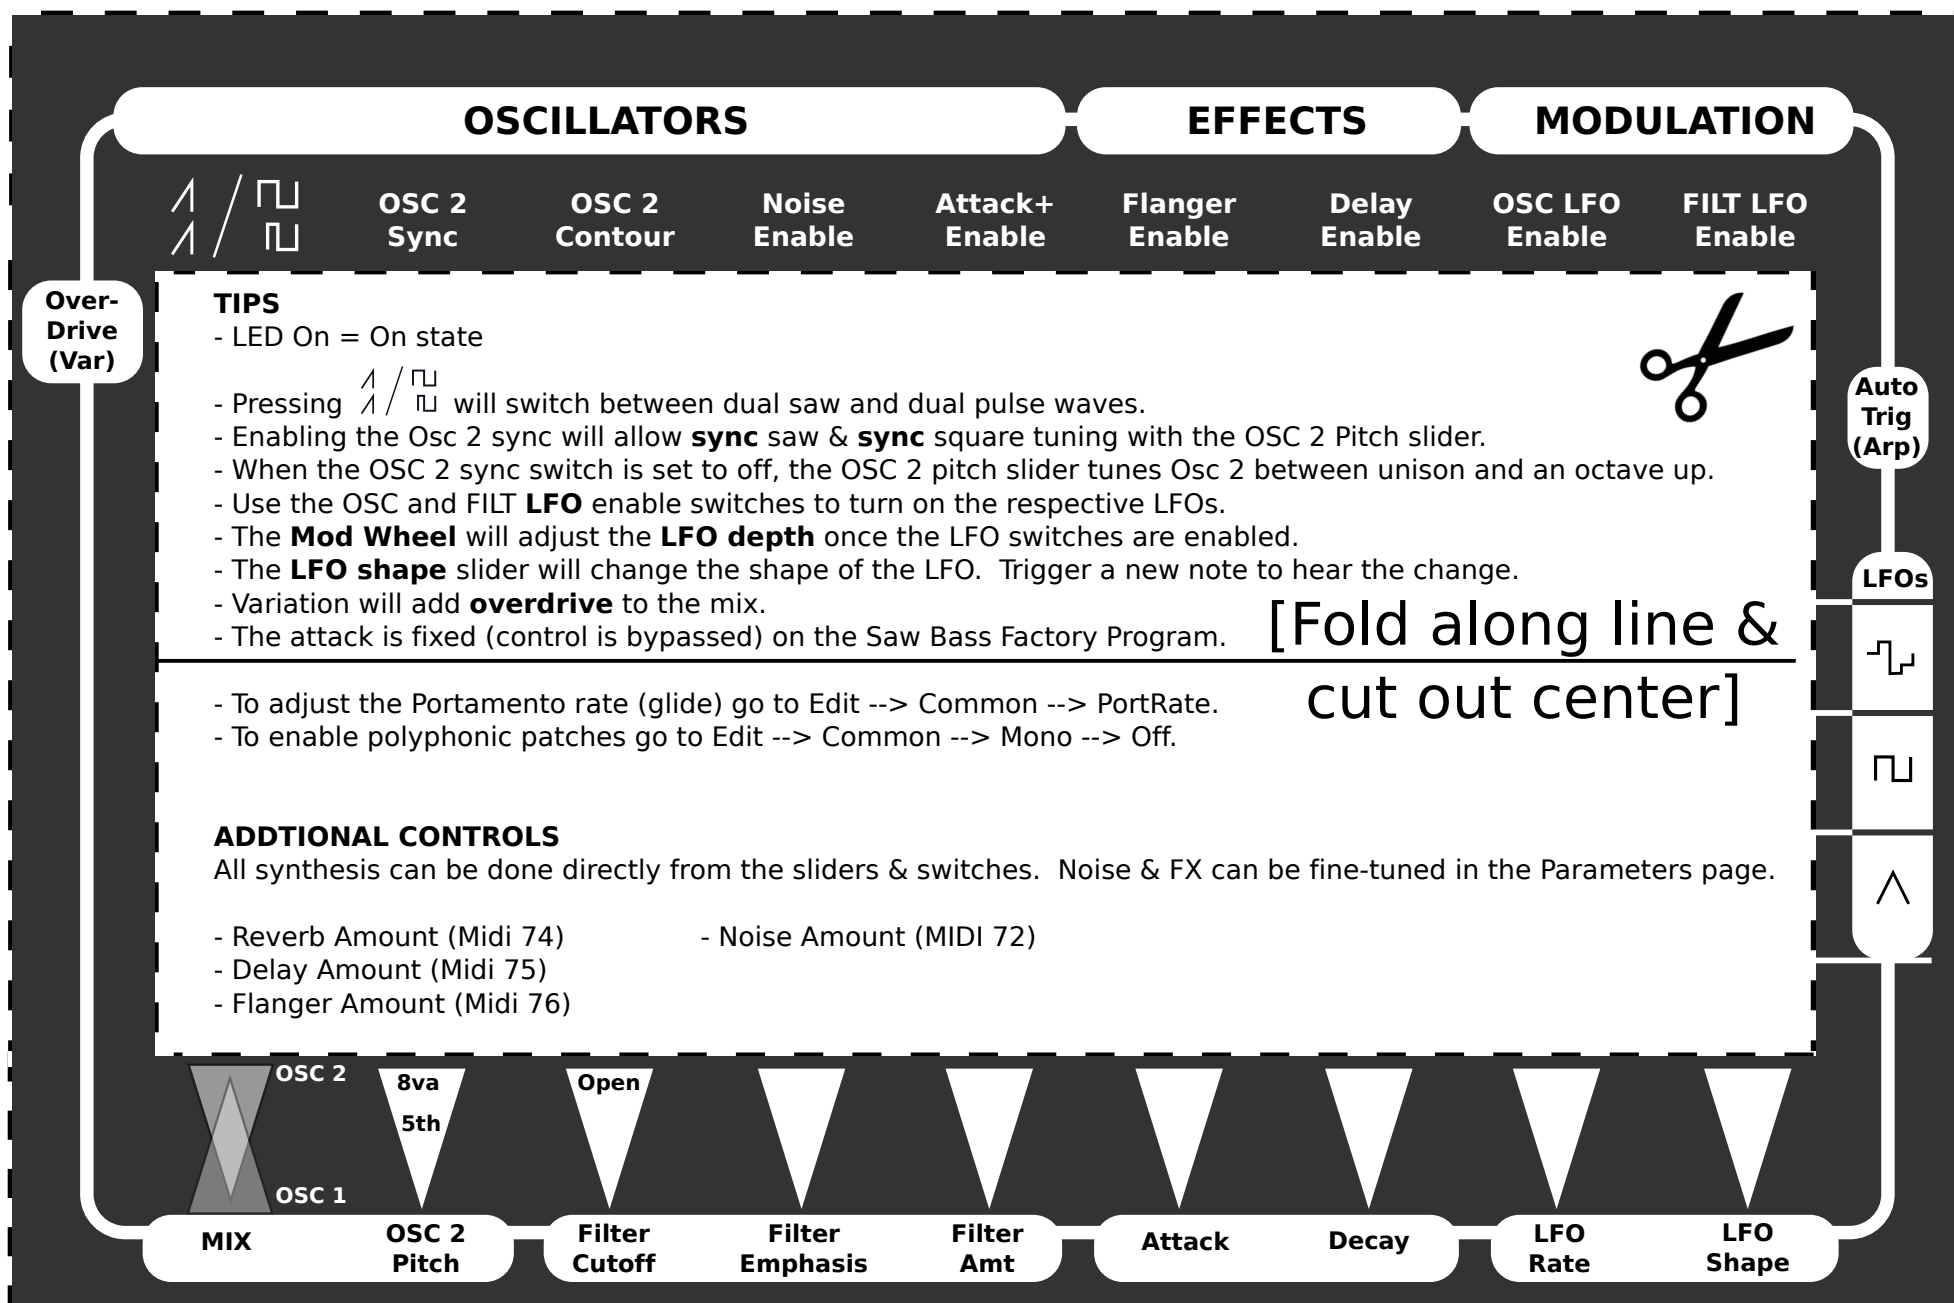 OSCILLATORS EFFECTS MODULATION
OSC 2 Sync
OSC 2 Contour
Noise Enable
Attack+ Enable
Flanger Enable
Delay Enable
OSC LFO Enable
FILT LFO Enable
Over-
Drive
(Var)
TIPS
- LED On = On state
- Pressing will switch between dual saw and dual pulse waves.
- Enabling the Osc 2 sync will allow sync saw & sync square tuning with the OSC 2 Pitch slider.
- When the OSC 2 sync switch is set to off, the OSC 2 pitch slider tunes Osc 2 between unison and an octave up.
- Use the OSC and FILT LFO enable switches to turn on the respective LFOs.
- The Mod Wheel will adjust the LFO depth once the LFO switches are enabled.
- The LFO shape slider will change the shape of the LFO.  Trigger a new note to hear the change.
- Variation will add overdrive to the mix.
- The attack is fixed (control is bypassed) on the Saw Bass Factory Program.
[Fold along line &
cut out center]
- To adjust the Portamento rate (glide) go to Edit --> Common --> PortRate.
- To enable polyphonic patches go to Edit --> Common --> Mono --> Off.
ADDTIONAL CONTROLS
All synthesis can be done directly from the sliders & switches.  Noise & FX can be fine-tuned in the Parameters page.
- Reverb Amount (Midi 74) - Noise Amount (MIDI 72)
- Delay Amount (Midi 75)
- Flanger Amount (Midi 76)
Auto
Trig
(Arp)
LFOs
OSC 2
OSC 1
8va
5th
Open
MIX
OSC 2
Pitch
Filter
Cutoff
Filter
Emphasis
Filter
Amt
Attack
Decay
LFO
Rate
LFO
Shape